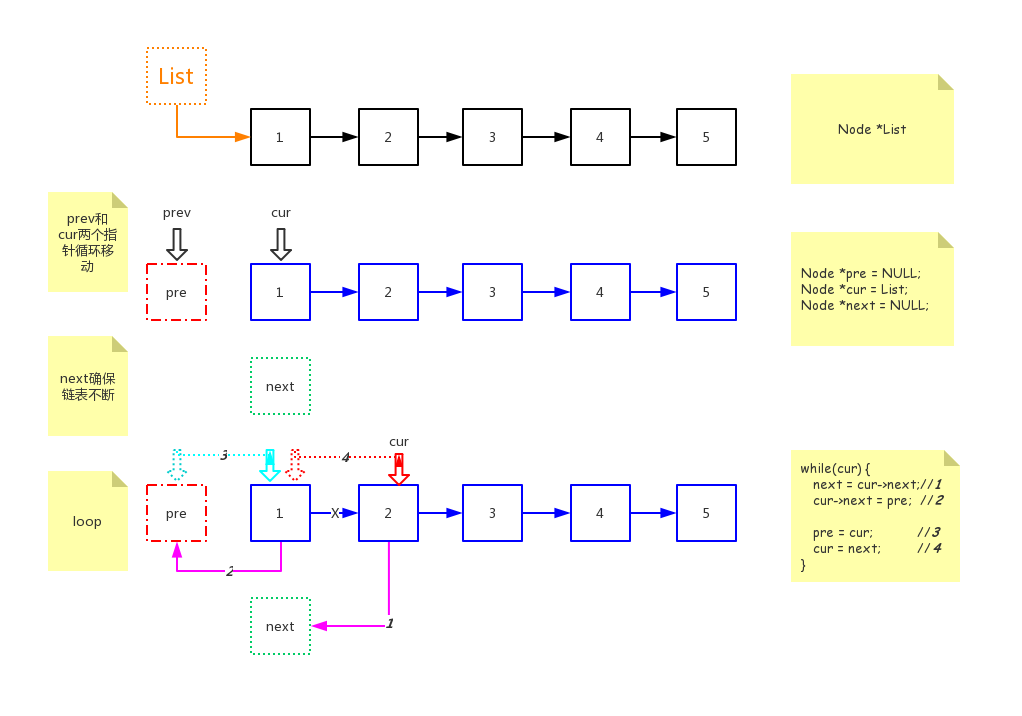 List
1 2 3 4 5
Node *List
prev和
cur两个指
针循环移
动
prev
cur
pre
1 2 3 4 5
Node *pre = NULL;
Node *cur = List;
Node *next = NULL;
next确保
链表不断
next
cur
3
4
loop
pre
1 X 2 3 4 5
2
next
1
while(cur) {
next = cur->next;//1
cur->next = pre; //2
pre = cur; //3
cur = next; //4
}